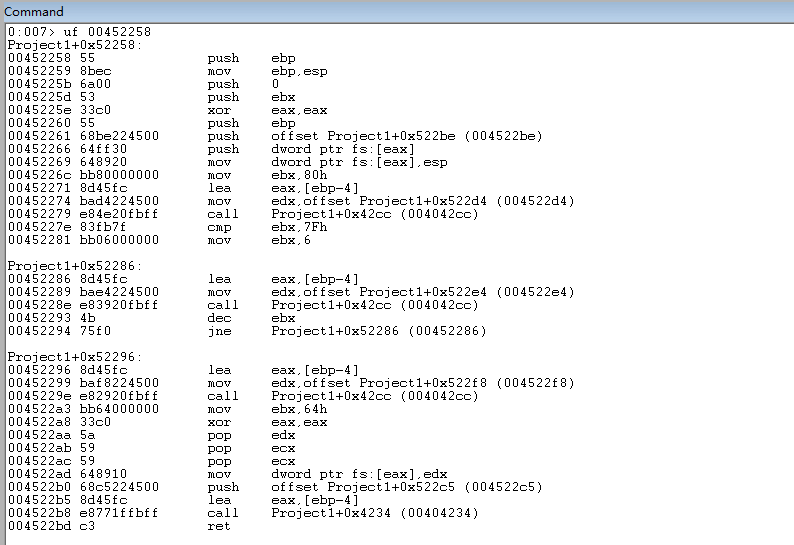 Command
0:007> uf 00452258
Project1+0x52258:
00452258 55              push    ebp
00452259 8bec            mov     ebp,esp
0045225b 6a00            push    0
0045225d 53              push    ebx
0045225e 33c0            xor     eax,eax
00452260 55              push    ebp
00452261 68be224500      push    offset Project1+0x522be (004522be)
00452266 64ff30          push    dword ptr fs:[eax]
00452269 648920          mov     dword ptr fs:[eax],esp
0045226c bb80000000      mov     ebx,80h
00452271 8d45fc          lea     eax,[ebp-4]
00452274 bad4224500      mov     edx,offset Project1+0x522d4 (004522d4)
00452279 e84e20fbff      call    Project1+0x42cc (004042cc)
0045227e 83fb7f          cmp     ebx,7Fh
00452281 bb06000000      mov     ebx,6
Project1+0x52286:
00452286 8d45fc          lea     eax,[ebp-4]
00452289 bae4224500      mov     edx,offset Project1+0x522e4 (004522e4)
0045228e e83920fbff      call    Project1+0x42cc (004042cc)
00452293 4b              dec     ebx
00452294 75f0            jne     Project1+0x52286 (00452286)
Project1+0x52296:
00452296 8d45fc          lea     eax,[ebp-4]
00452299 baf8224500      mov     edx,offset Project1+0x522f8 (004522f8)
0045229e e82920fbff      call    Project1+0x42cc (004042cc)
004522a3 bb64000000      mov     ebx,64h
004522a8 33c0            xor     eax,eax
004522aa 5a              pop     edx
004522ab 59              pop     ecx
004522ac 59              pop     ecx
004522ad 648910          mov     dword ptr fs:[eax],edx
004522b0 68c5224500      push    offset Project1+0x522c5 (004522c5)
004522b5 8d45fc          lea     eax,[ebp-4]
004522b8 e8771ffbff      call    Project1+0x4234 (00404234)
004522bd c3              ret